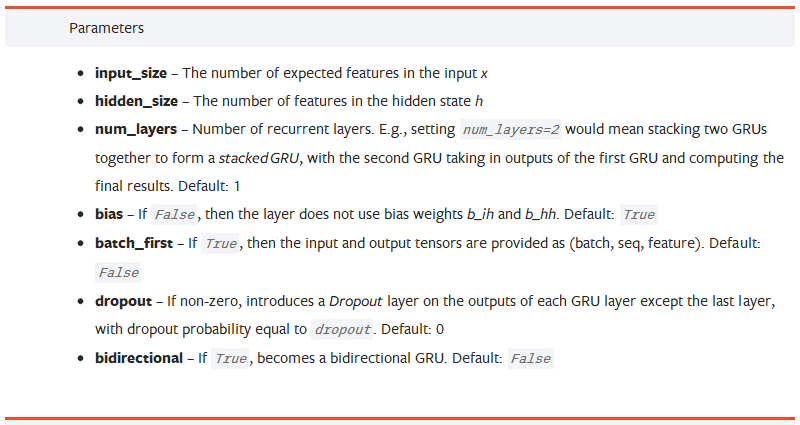 Parameters
• input_size – The number of expected features in the input x
• hidden_size – The number of features in the hidden state h
• num_layers – Number of recurrent layers. E.g., setting num_layers=2 would mean stacking two GRUs
together to form a stacked GRU, with the second GRU taking in outputs of the first GRU and computing the
final results. Default: 1
• bias – If False, then the layer does not use bias weights b_ih and b_hh. Default: True
• batch_first – If True, then the input and output tensors are provided as (batch, seq, feature). Default:
False
• dropout – If non-zero, introduces a Dropout layer on the outputs of each GRU layer except the last layer,
with dropout probability equal to dropout. Default: 0
• bidirectional – If True, becomes a bidirectional GRU. Default: False